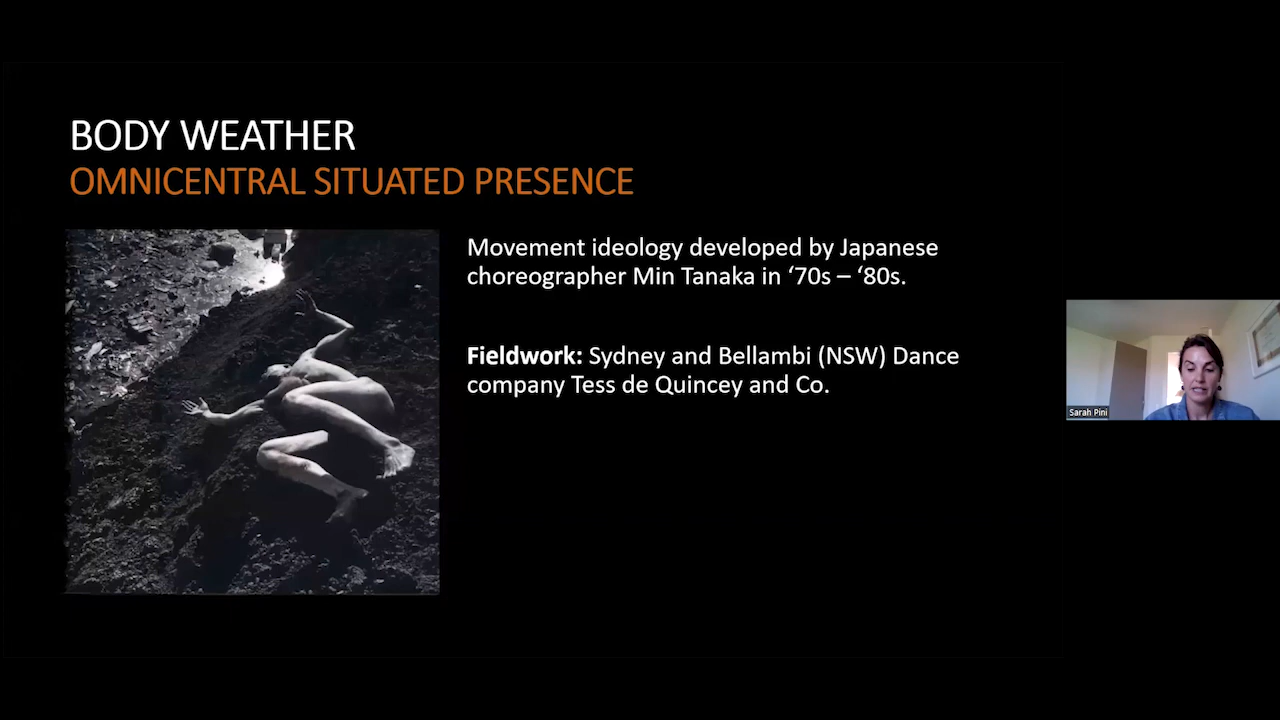 BODY WEATHER
OMNICENTRAL SITUATED PRESENCE
Movement ideology developed by Japanese
choreographer Min Tanaka in ‘70s – ‘80s.
Fieldwork: Sydney and Bellambi (NSW) Dance
company Tess de Quincey and Co.
Sarah Pini